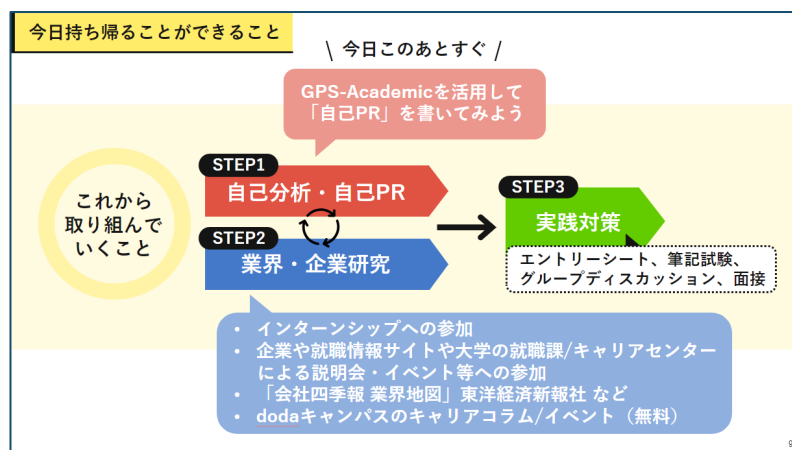 今日持ち帰ることができること
\ 今日このあとすぐ /
GPS-Academicを活用して
「自己PR」を書いてみよう
これから
取り組んで
いくこと
STEP1
自己分析・自己PR
STEP2
業界・企業研究
STEP3
実践対策
エントリーシート、筆記試験、
グループディスカッション、面接
• インターンシップへの参加
• 企業や就職情報サイトや大学の就職課/キャリアセンター
による説明会・イベント等への参加
• 「会社四季報 業界地図」東洋経済新報社 など
• dodaキャンパスのキャリアコラム/イベント（無料）
9